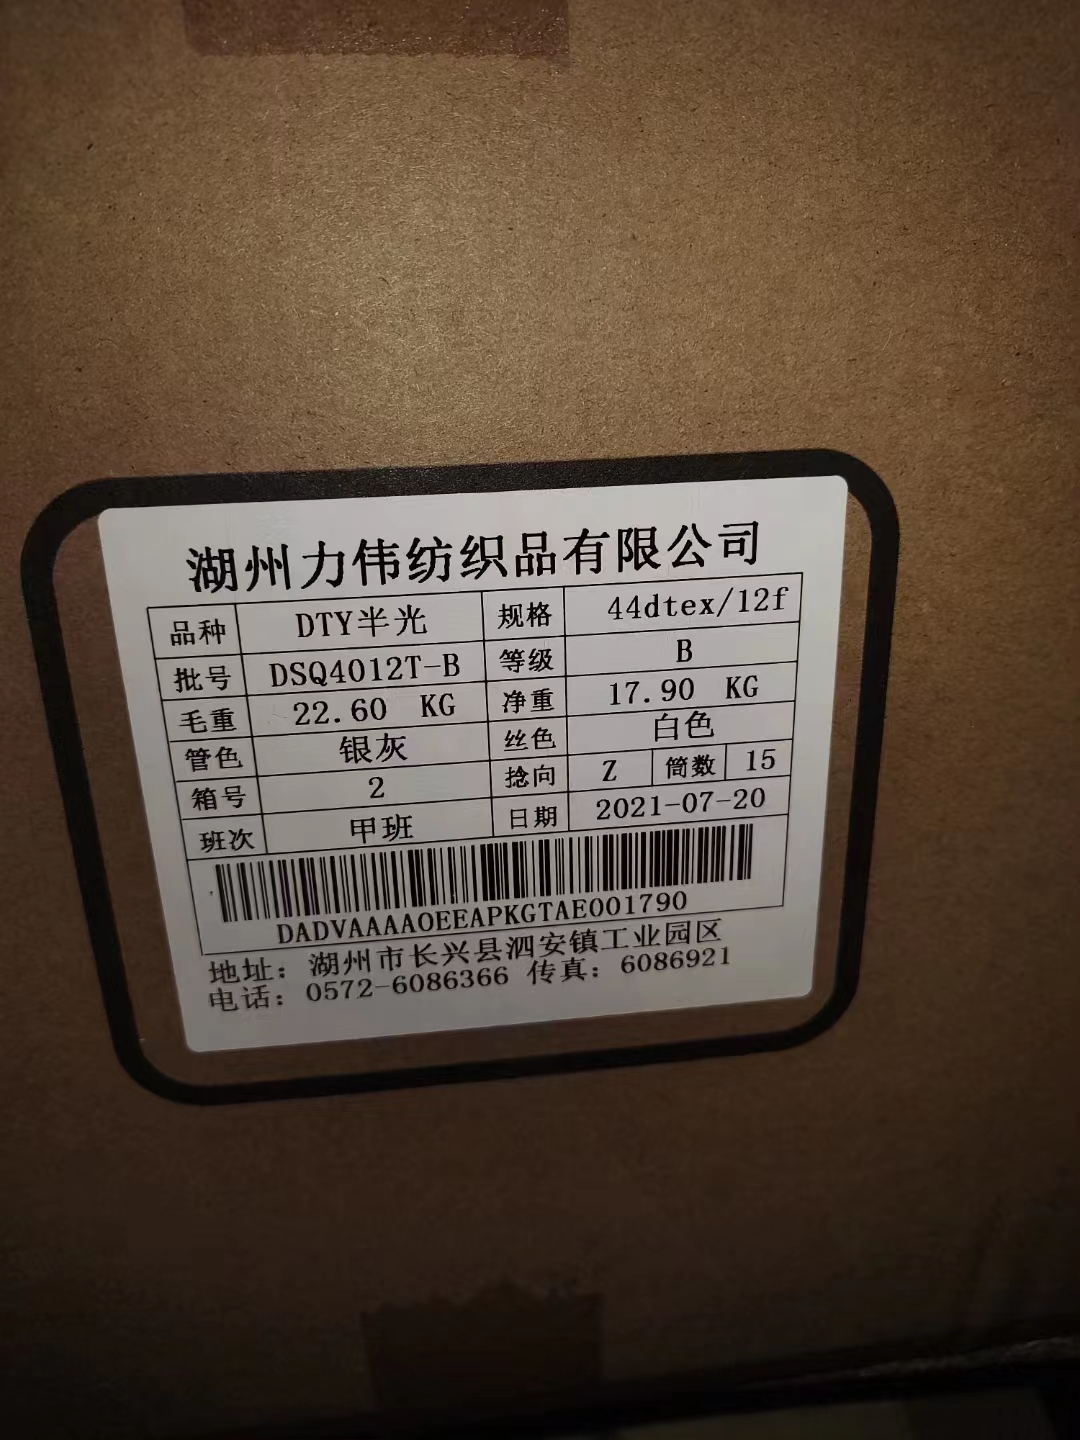 湖州力伟纺织品有限公司
品种 DTY半光 规格 44dtex/12f
批号 DSQ4012T-B 等级 B
毛重 22.60 KG 净重 17.90 KG
管色 银灰 丝色 白色
箱号 2 捻向 Z 筒数 15
班次 甲班 日期 2021-07-20
DADVAAAAOEEAPKGTAE001790
地址：湖州市长兴县泗安镇工业园区
电话：0572-6086366 传真：6086921